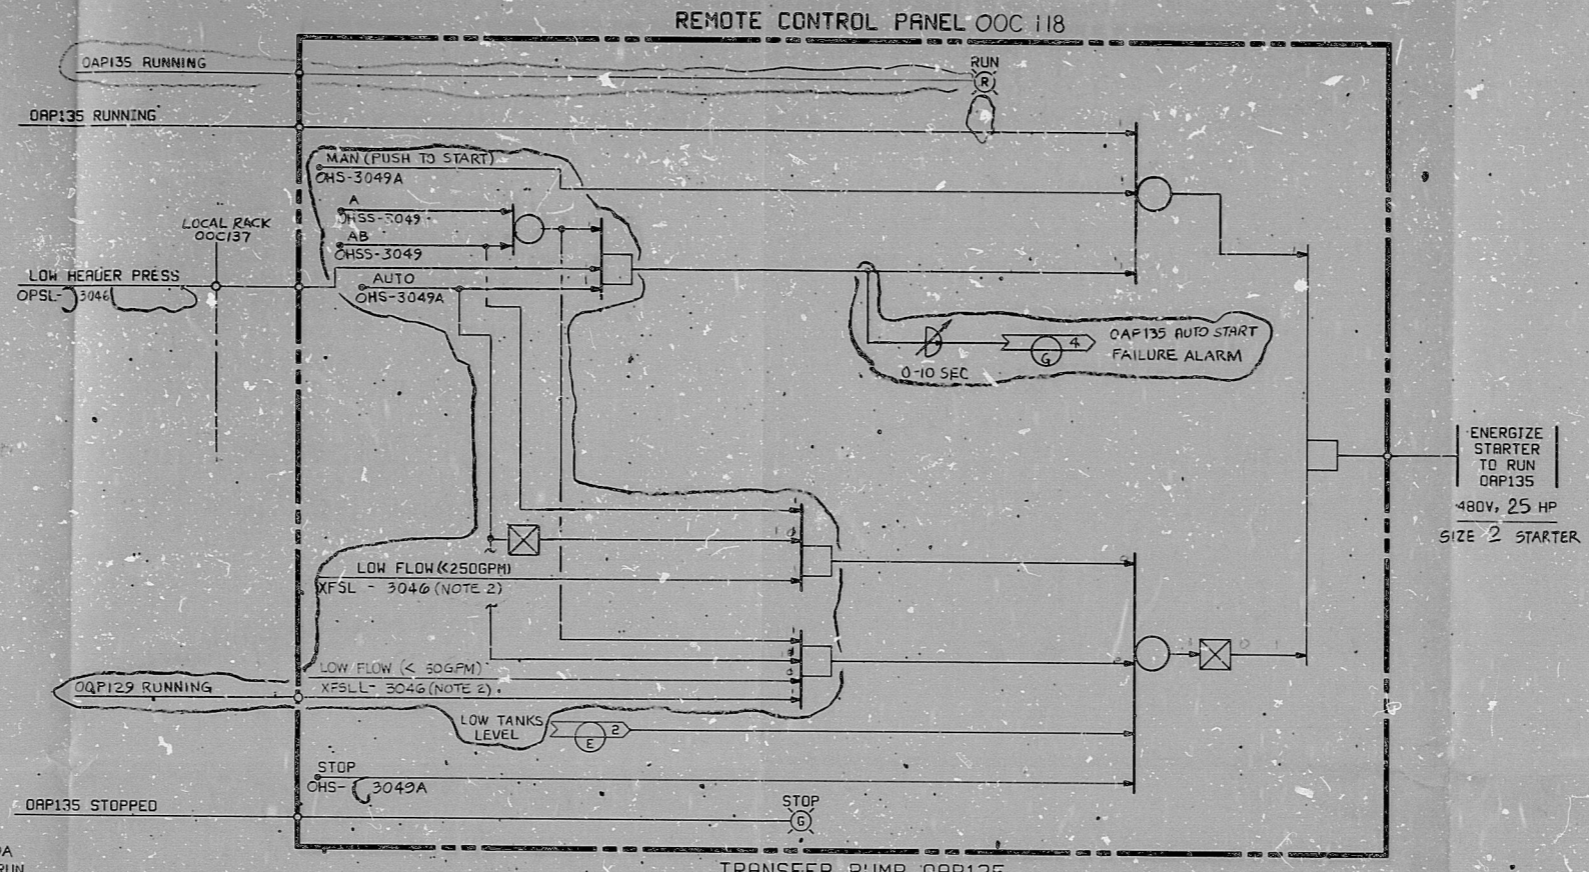 REMOTE CONTROL PANEL OOC 118
OAP135 RUNNING
RUN
R
OAP135 RUNNING
MAN (PUSH TO START)
OHS-3049A
A
OHSS-3049
AB
OHSS-3049
LOCAL RACK
OOC137
LOW HEADER PRESS
OPSL- 3046
AUTO
OHS-3049A
4
G
0-10 SEC
OAP135 AUTO START
FAILURE ALARM
ENERGIZE
STARTER
TO RUN
OAP135
480V, 25 HP
SIZE 2 STARTER
LOW FLOW (<250GPM)
XFSL - 3046 (NOTE 2)
LOW FLOW (< 50GPM)
XFSLL- 3046 (NOTE 2)
OAP129 RUNNING
LOW TANKS
LEVEL
2
E
STOP
OHS- 3049A
OAP135 STOPPED
STOP
G
TRANSFER PUMP OAP135